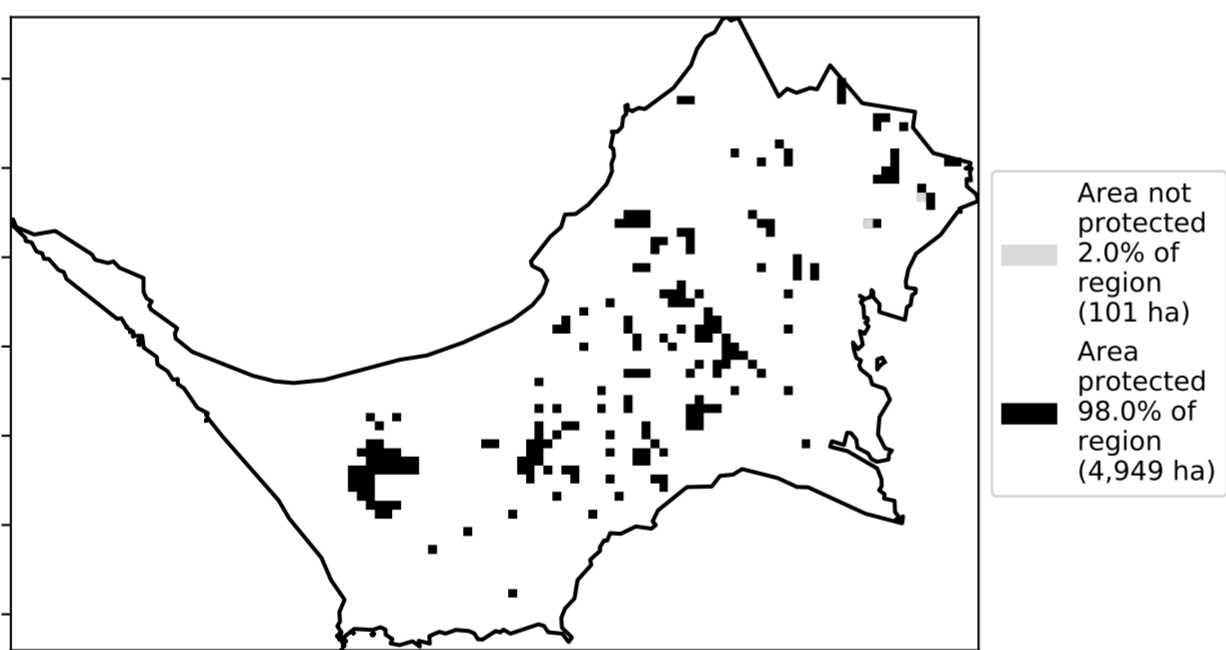 Area not
protected
2.0% of
region
(101 ha)
Area
protected
98.0% of
region
(4,949 ha)